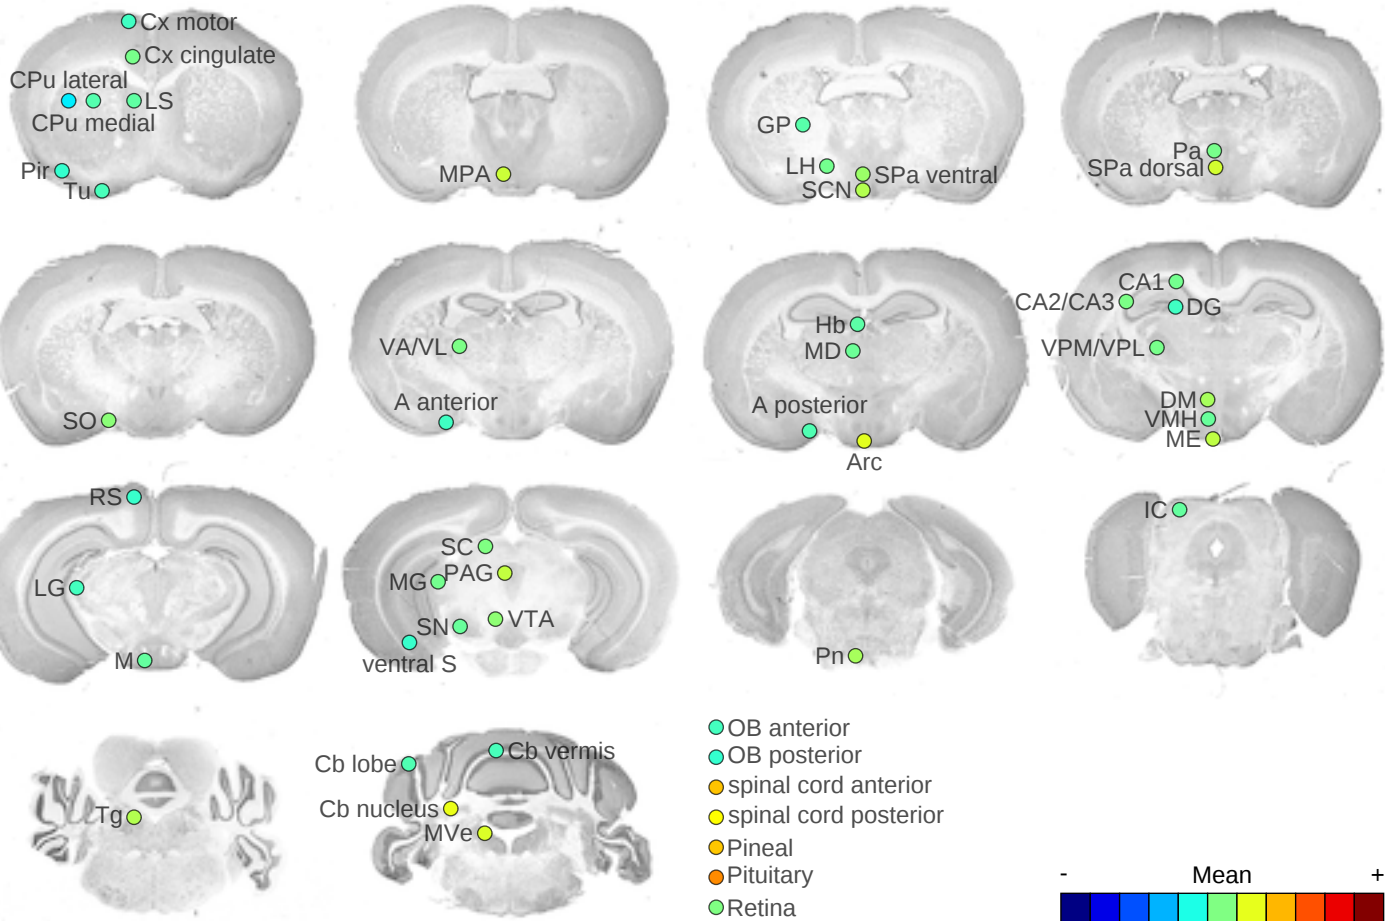 Cx motor
Cx cingulate
CPu lateral
LS
CPu medial
Pir
Tu
MPA
GP
LH
SPa ventral
SCN
Pa
SPa dorsal
SO
VA/VL
A anterior
Hb
MD
A posterior
Arc
CA1
CA2/CA3
DG
VPM/VPL
DM
VMH
ME
RS
LG
M
SC
MG
PAG
SN
VTA
ventral S
Pn
IC
Tg
Cb lobe
Cb vermis
Cb nucleus
MVe
OB anterior
OB posterior
spinal cord anterior
spinal cord posterior
Pineal
Pituitary
Retina
- Mean +